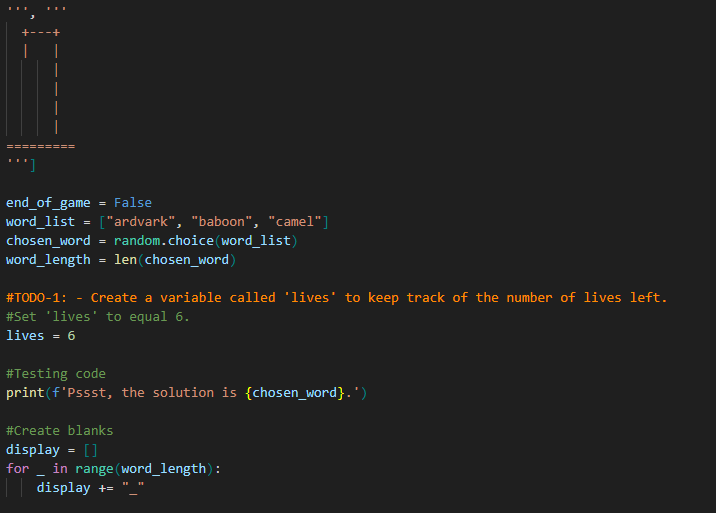 ''', '''
  +---+
  |   |
      |
      |
      |
      |
=========
''']

end_of_game = False
word_list = ["ardvark", "baboon", "camel"]
chosen_word = random.choice(word_list)
word_length = len(chosen_word)

#TODO-1: - Create a variable called 'lives' to keep track of the number of lives left.
#Set 'lives' to equal 6.
lives = 6

#Testing code
print(f'Pssst, the solution is {chosen_word}.')

#Create blanks
display = []
for _ in range(word_length):
    display += "_"